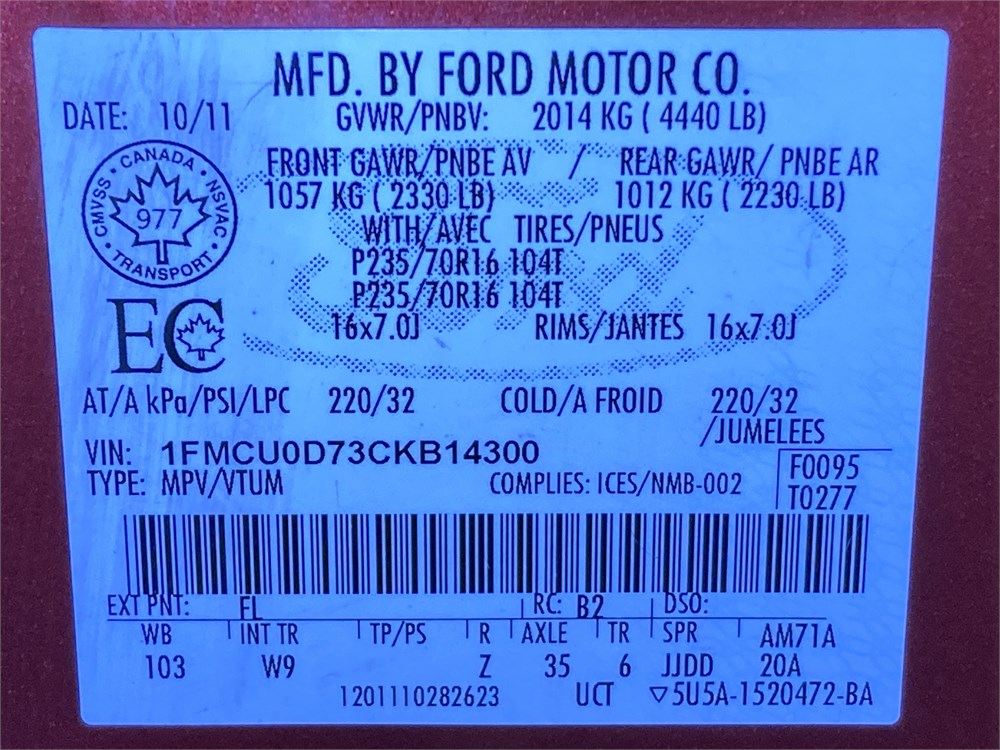 MFD. BY FORD MOTOR CO.
DATE: 10/11 GVWR/PNBV: 2014 KG ( 4440 LB)
FRONT GAWR/PNBE AV / REAR GAWR/ PNBE AR
1057 KG ( 2330 LB) 1012 KG ( 2230 LB)
WITH/AVEC TIRES/PNEUS
P235/70R16 104T
P235/70R16 104T
16x7.0J RIMS/JANTES 16x7.0J
CMVSS • CANADA • NSVAC • TRANSPORT •
977
EC
AT/A kPa/PSI/LPC 220/32 COLD/A FROID 220/32
/JUMELEES
VIN: 1FMCU0D73CKB14300
TYPE: MPV/VTUM COMPLIES: ICES/NMB-002
F0095
T0277
EXT PNT: FL RC: B2 DSO:
WB INT TR TP/PS R AXLE TR SPR AM71A
103 W9 Z 35 6 JJDD 20A
1201110282623 UCT ▽5U5A-1520472-BA